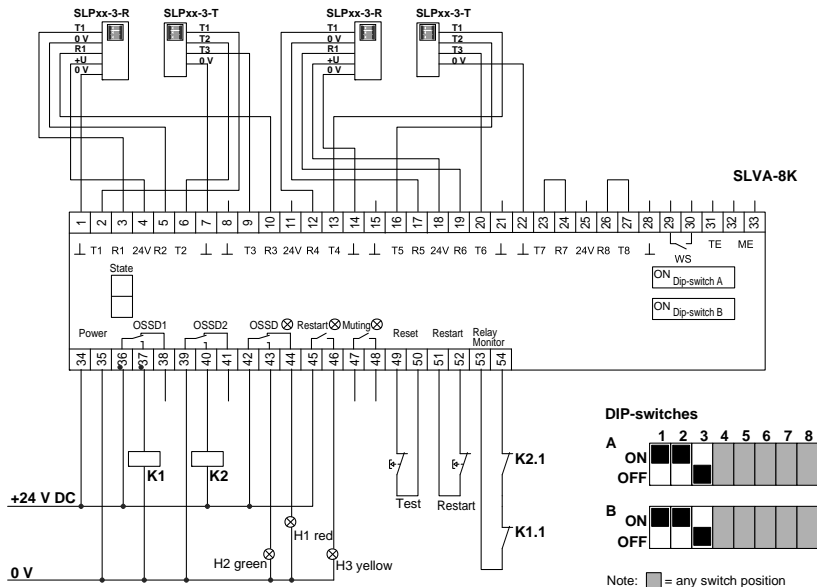 SLPxx-3-R SLPxx-3-T SLPxx-3-R SLPxx-3-T
T1 T1 T1 T1
0 V T2 0 V T2
R1 T3 R1 T3
+U 0 V +U 0 V
0 V 0 V
SLVA-8K
1 2 3 4 5 6 7 8 9 10 11 12 13 14 15 16 17 18 19 20 21 22 23 24 25 26 27 28 29 30 31 32 33
⊥ T1 R1 24V R2 T2 ⊥ ⊥ T3 R3 24V R4 T4 ⊥ ⊥ T5 R5 24V R6 T6 ⊥ ⊥ T7 R7 24V R8 T8 ⊥ TE ME
WS
State
ON Dip-switch A
ON Dip-switch B
Power OSSD1 OSSD2 OSSD Restart Muting Reset Restart Relay
Monitor
34 35 36 37 38 39 40 41 42 43 44 45 46 47 48 49 50 51 52 53 54
DIP-switches
1 2 3 4 5 6 7 8
A
ON
OFF
B
ON
OFF
Note: = any switch position
K1 K2
K2.1
Test Restart
K1.1
+24 V DC
H1 red
H2 green H3 yellow
0 V